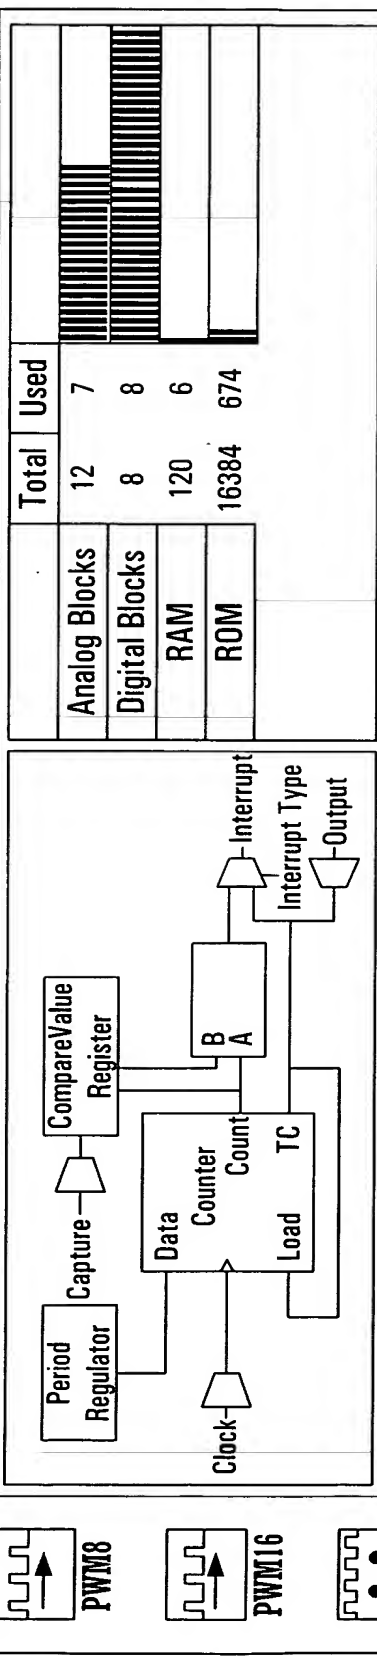 PWM8
PWM16
Period
Regulator
Capture
CompareValue
Register
Clock
Data
Counter
Count
Load
TC
B
A
Interrupt
Interrupt Type
Output
Total Used
Analog Blocks 12 7
Digital Blocks 8 8
RAM 120 6
ROM 16384 674